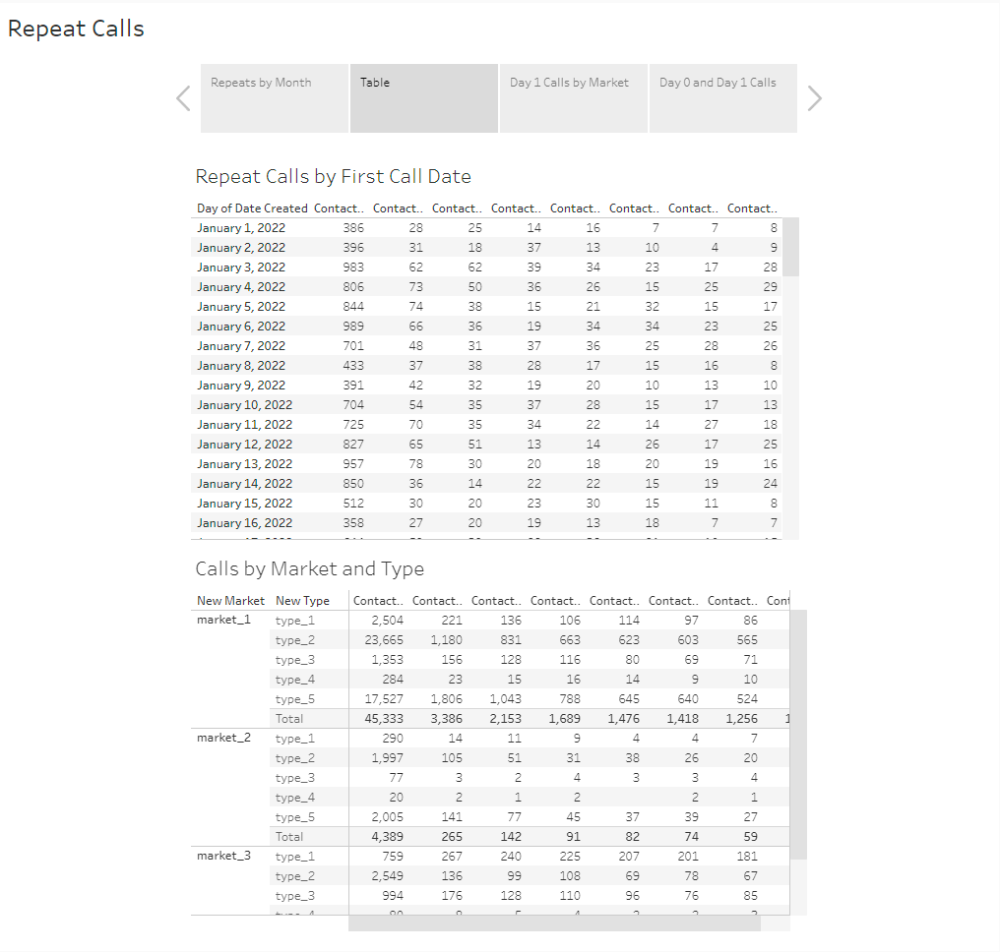 Repeat Calls
Repeats by Month Table Day 1 Calls by Market Day 0 and Day 1 Calls
Repeat Calls by First Call Date
Day of Date Created Contact.. Contact.. Contact.. Contact.. Contact.. Contact.. Contact.. Contact..
January 1, 2022 386 28 25 14 16 7 7 8
January 2, 2022 396 31 18 37 13 10 4 9
January 3, 2022 983 62 62 39 34 23 17 28
January 4, 2022 806 73 50 36 26 15 25 29
January 5, 2022 844 74 38 15 21 32 15 17
January 6, 2022 989 66 36 19 34 34 23 25
January 7, 2022 701 48 31 37 36 25 28 26
January 8, 2022 433 37 38 28 17 15 16 8
January 9, 2022 391 42 32 19 20 10 13 10
January 10, 2022 704 54 35 37 28 15 17 13
January 11, 2022 725 70 35 34 22 14 27 18
January 12, 2022 827 65 51 13 14 26 17 25
January 13, 2022 957 78 30 20 18 20 19 16
January 14, 2022 850 36 14 22 22 15 19 24
January 15, 2022 512 30 20 23 30 15 11 8
January 16, 2022 358 27 20 19 13 18 7 7
Calls by Market and Type
New Market New Type Contact.. Contact.. Contact.. Contact.. Contact.. Contact.. Contact.. Cont
market_1 type_1 2,504 221 136 106 114 97 86
type_2 23,665 1,180 831 663 623 603 565
type_3 1,353 156 128 116 80 69 71
type_4 284 23 15 16 14 9 10
type_5 17,527 1,806 1,043 788 645 640 524
Total 45,333 3,386 2,153 1,689 1,476 1,418 1,256 1
market_2 type_1 290 14 11 9 4 4 7
type_2 1,997 105 51 31 38 26 20
type_3 77 3 2 4 3 3 4
type_4 20 2 1 2 2 1
type_5 2,005 141 77 45 37 39 27
Total 4,389 265 142 91 82 74 59
market_3 type_1 759 267 240 225 207 201 181
type_2 2,549 136 99 108 69 78 67
type_3 994 176 128 110 96 76 85